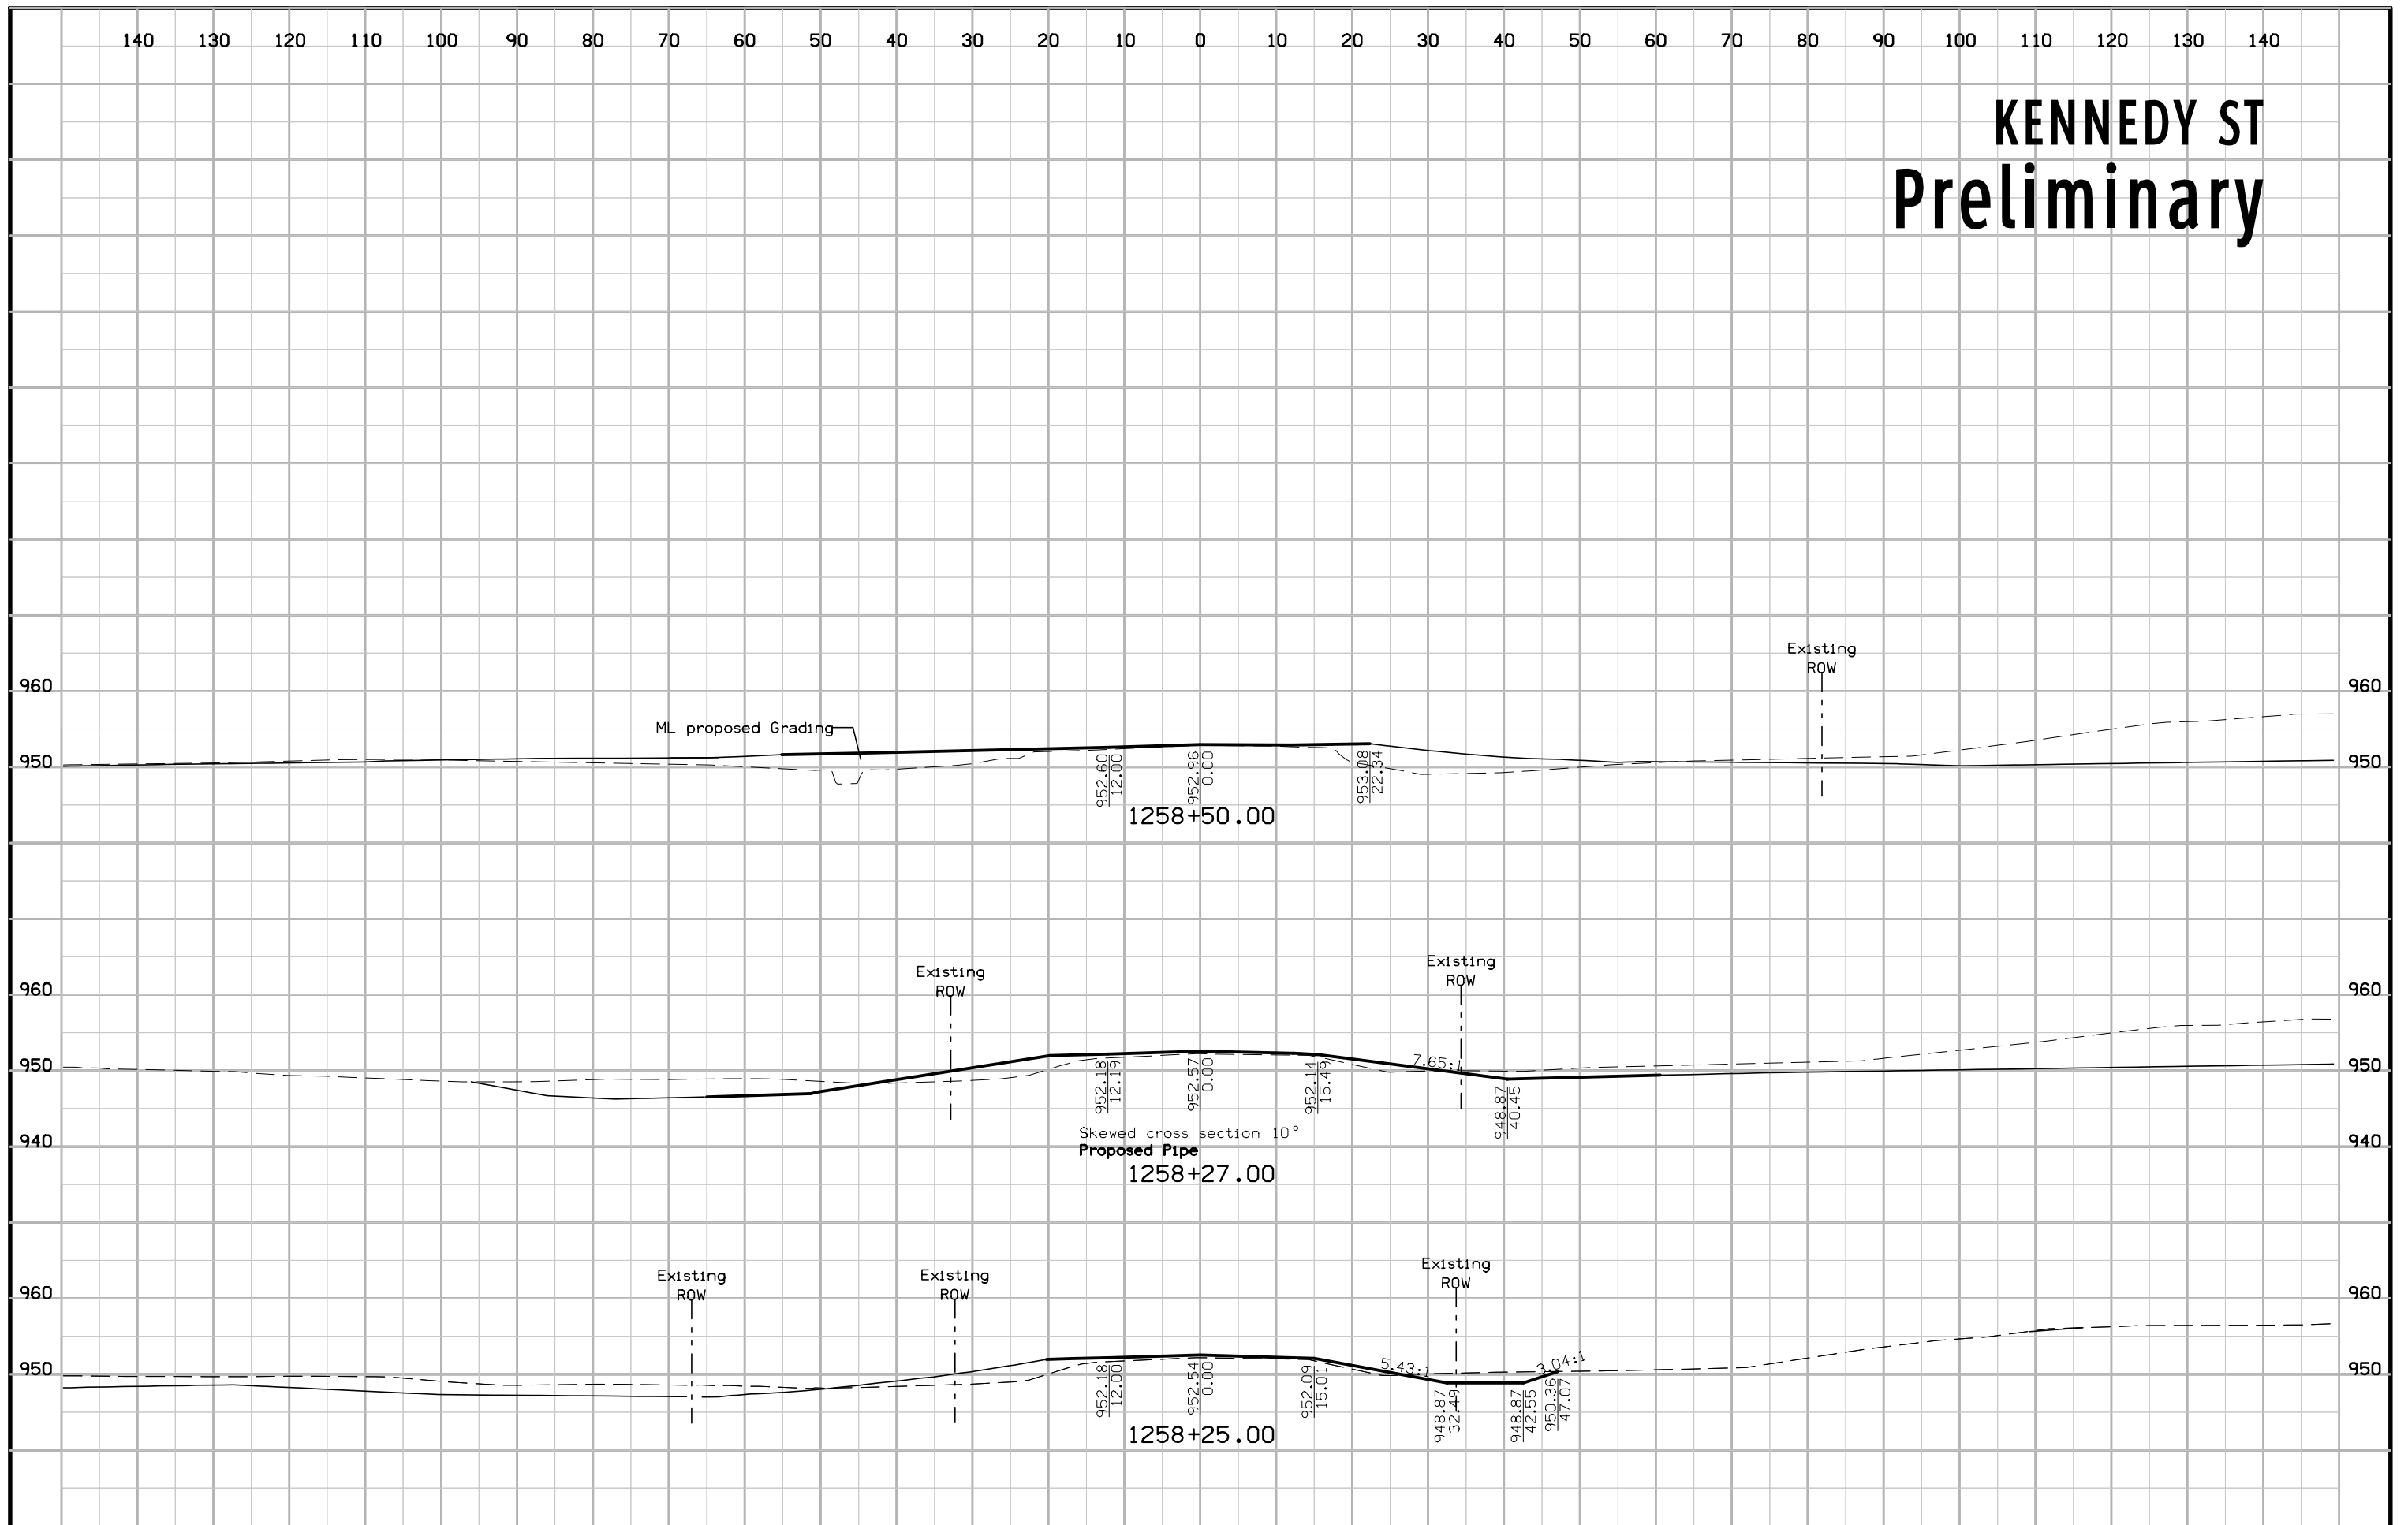 140 130 120 110 100 90 80 70 60 50 40 30 20 10 0 10 20 30 40 50 60 70 80 90 100 110 120 130 140
KENNEDY ST
Preliminary
Existing
ROW
960 960
ML proposed Grading
950 950
952.60
12.00
952.96
0.00
953.08
22.34
1258+50.00
Existing
ROW
Existing
ROW
960 960
7.65:1
950 950
952.18
12.19
952.57
0.00
952.14
15.49
948.87
40.45
Skewed cross section 10°
940 940
Proposed Pipe
1258+27.00
Existing
ROW
Existing
ROW
Existing
ROW
960 960
5.43:1
3.04:1
950 950
952.18
12.00
952.54
0.00
952.09
15.01
948.87
32.49
948.87
42.55
950.36
47.07
1258+25.00